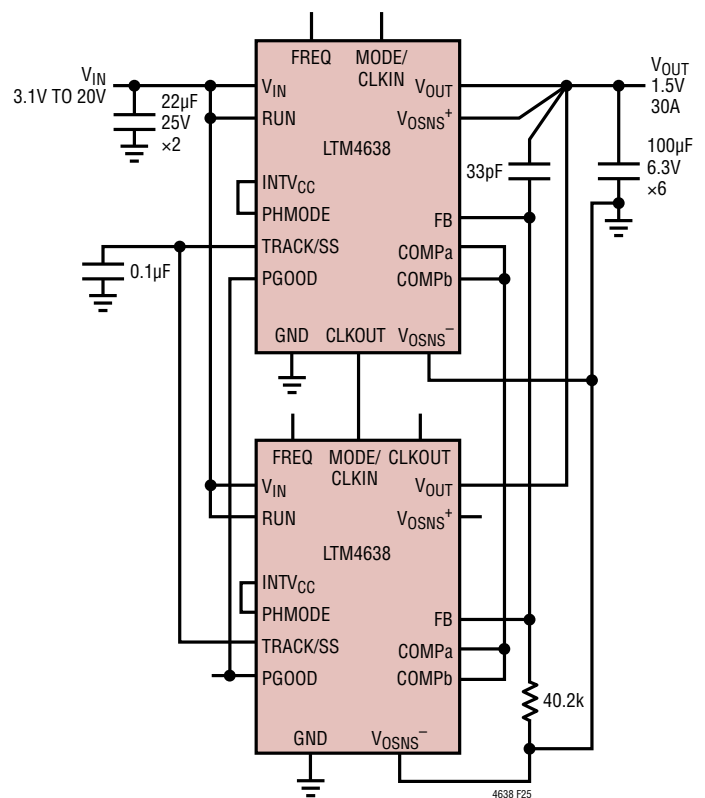 FREQ
MODE/
CLKIN
V_IN
3.1V TO 20V
22µF
25V
×2
V_IN
RUN
LTM4638
INTV_CC
PHMODE
TRACK/SS
PGOOD
0.1µF
GND
CLKOUT
V_OSNS^–
V_OUT
V_OSNS^+
FB
COMPa
COMPb
33pF
V_OUT
1.5V
30A
100µF
6.3V
×6
FREQ
MODE/
CLKIN
CLKOUT
V_IN
RUN
LTM4638
INTV_CC
PHMODE
TRACK/SS
PGOOD
V_OUT
V_OSNS^+
FB
COMPa
COMPb
40.2k
GND
V_OSNS^–
4638 F25